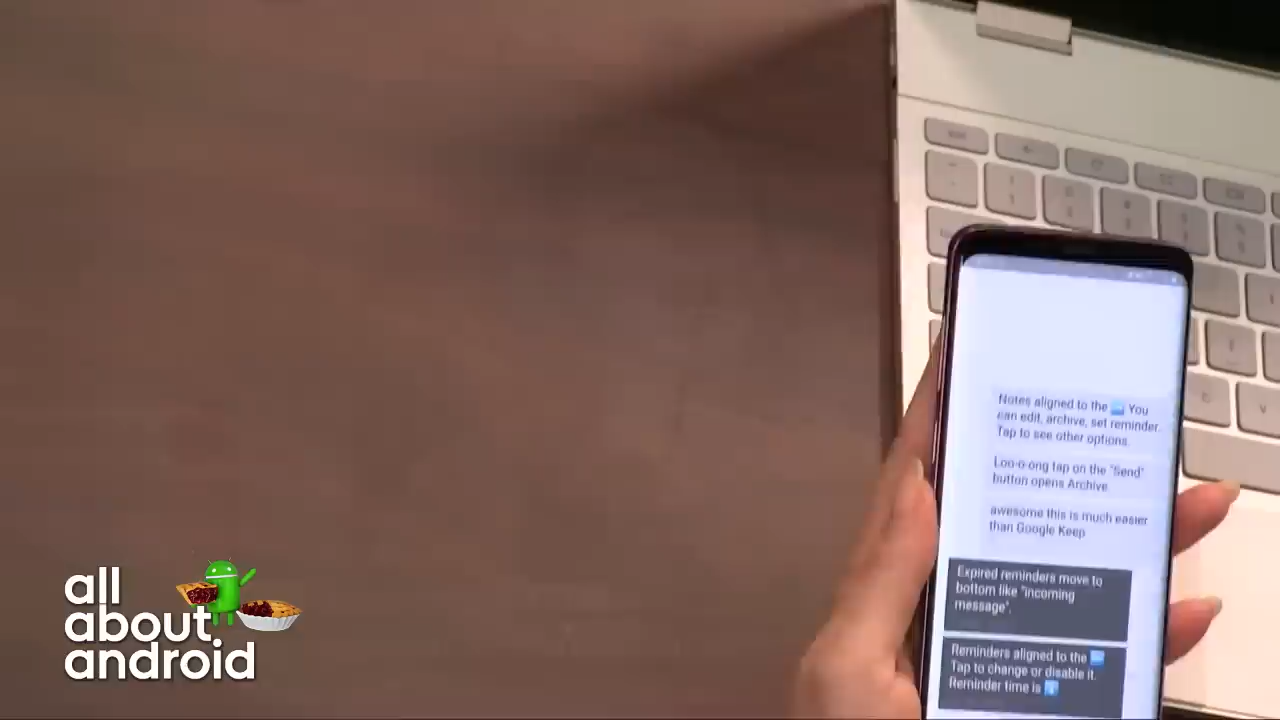 Notes aligned to the ➡ You
can edit, archive, set reminder.
Tap to see other options.
Loo-o-ong tap on the "Send"
button opens Archive
awesome this is much easier
than Google Keep
Expired reminders move to
bottom like "incoming
message".
Reminders aligned to the
Tap to change or disable it.
Reminder time is
all
about
android